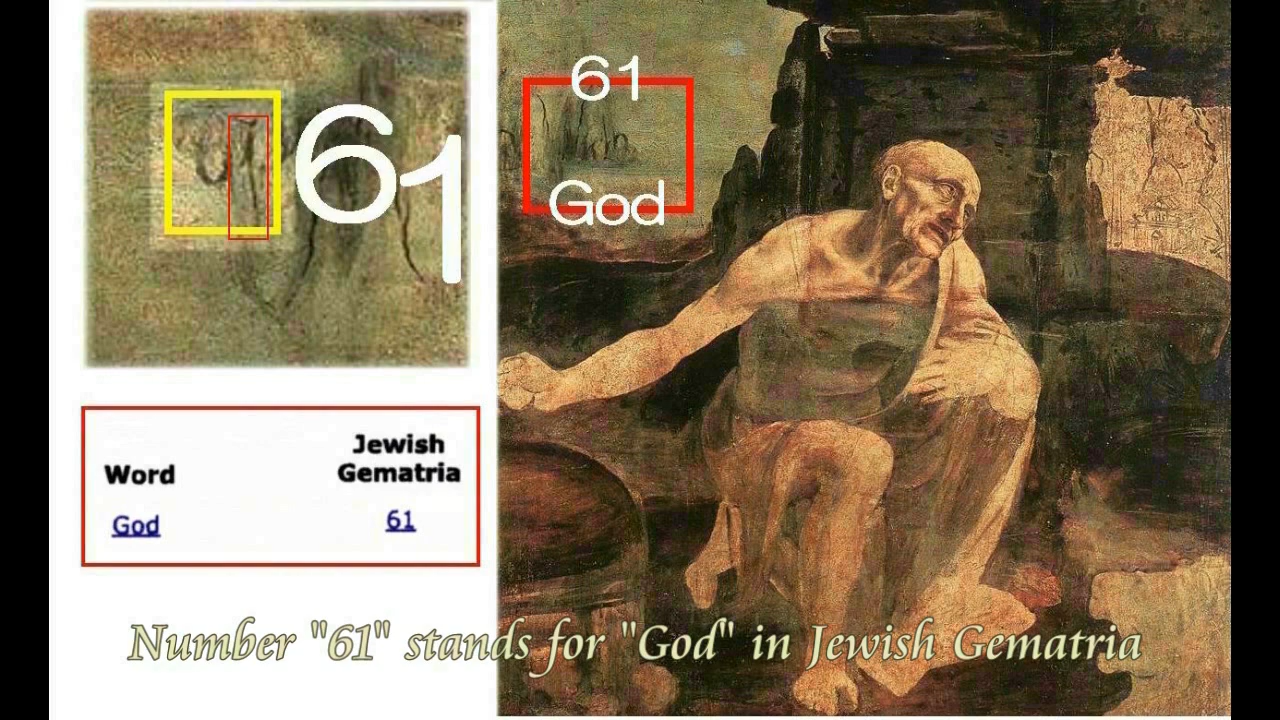 61
61
God
Word
Jewish
Gematria
God
61
Number "61" stands for "God" in Jewish Gematria